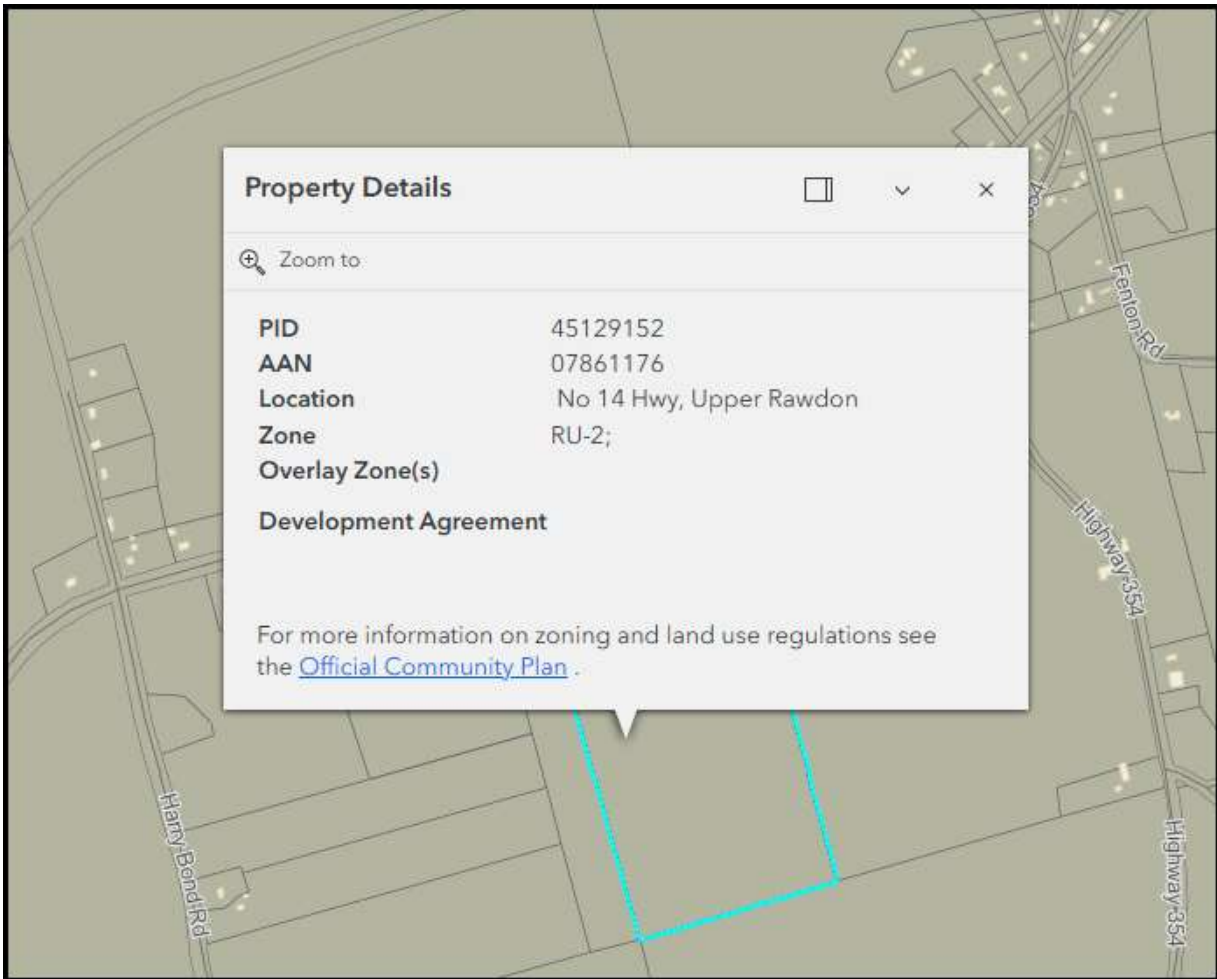 Property Details
Zoom to
PID 45129152
AAN 07861176
Location No 14 Hwy, Upper Rawdon
Zone RU-2;
Overlay Zone(s)
Development Agreement
For more information on zoning and land use regulations see
the Official Community Plan .
354
Fenton Rd
Highway 354
Harry Bond Rd
Highway 354